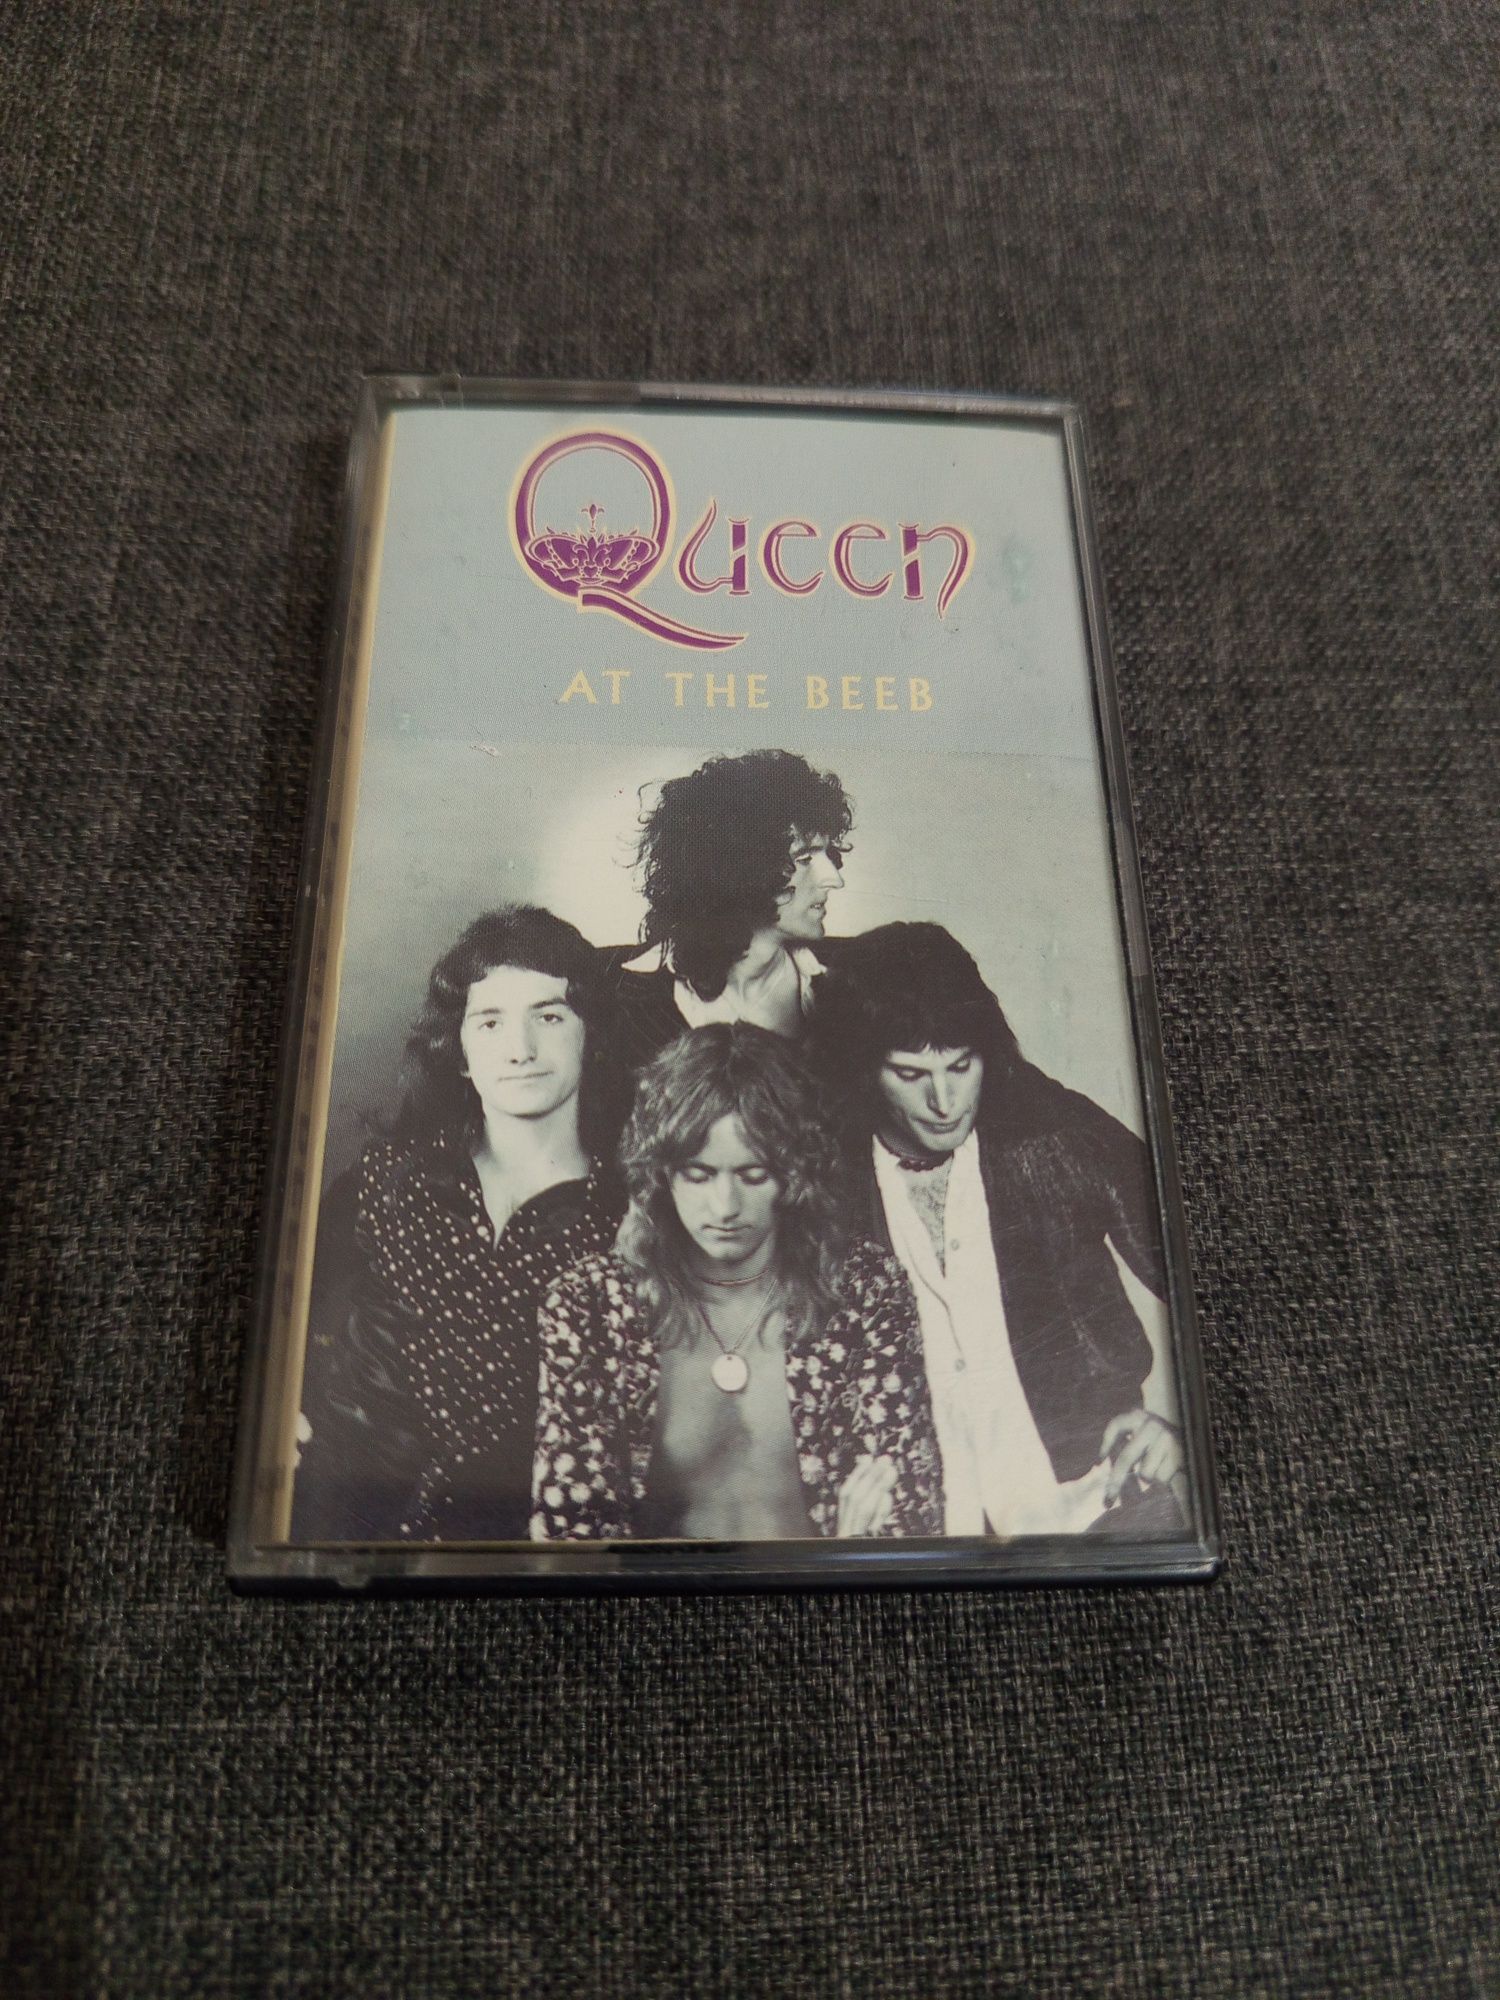 Queen
AT THE BEEB